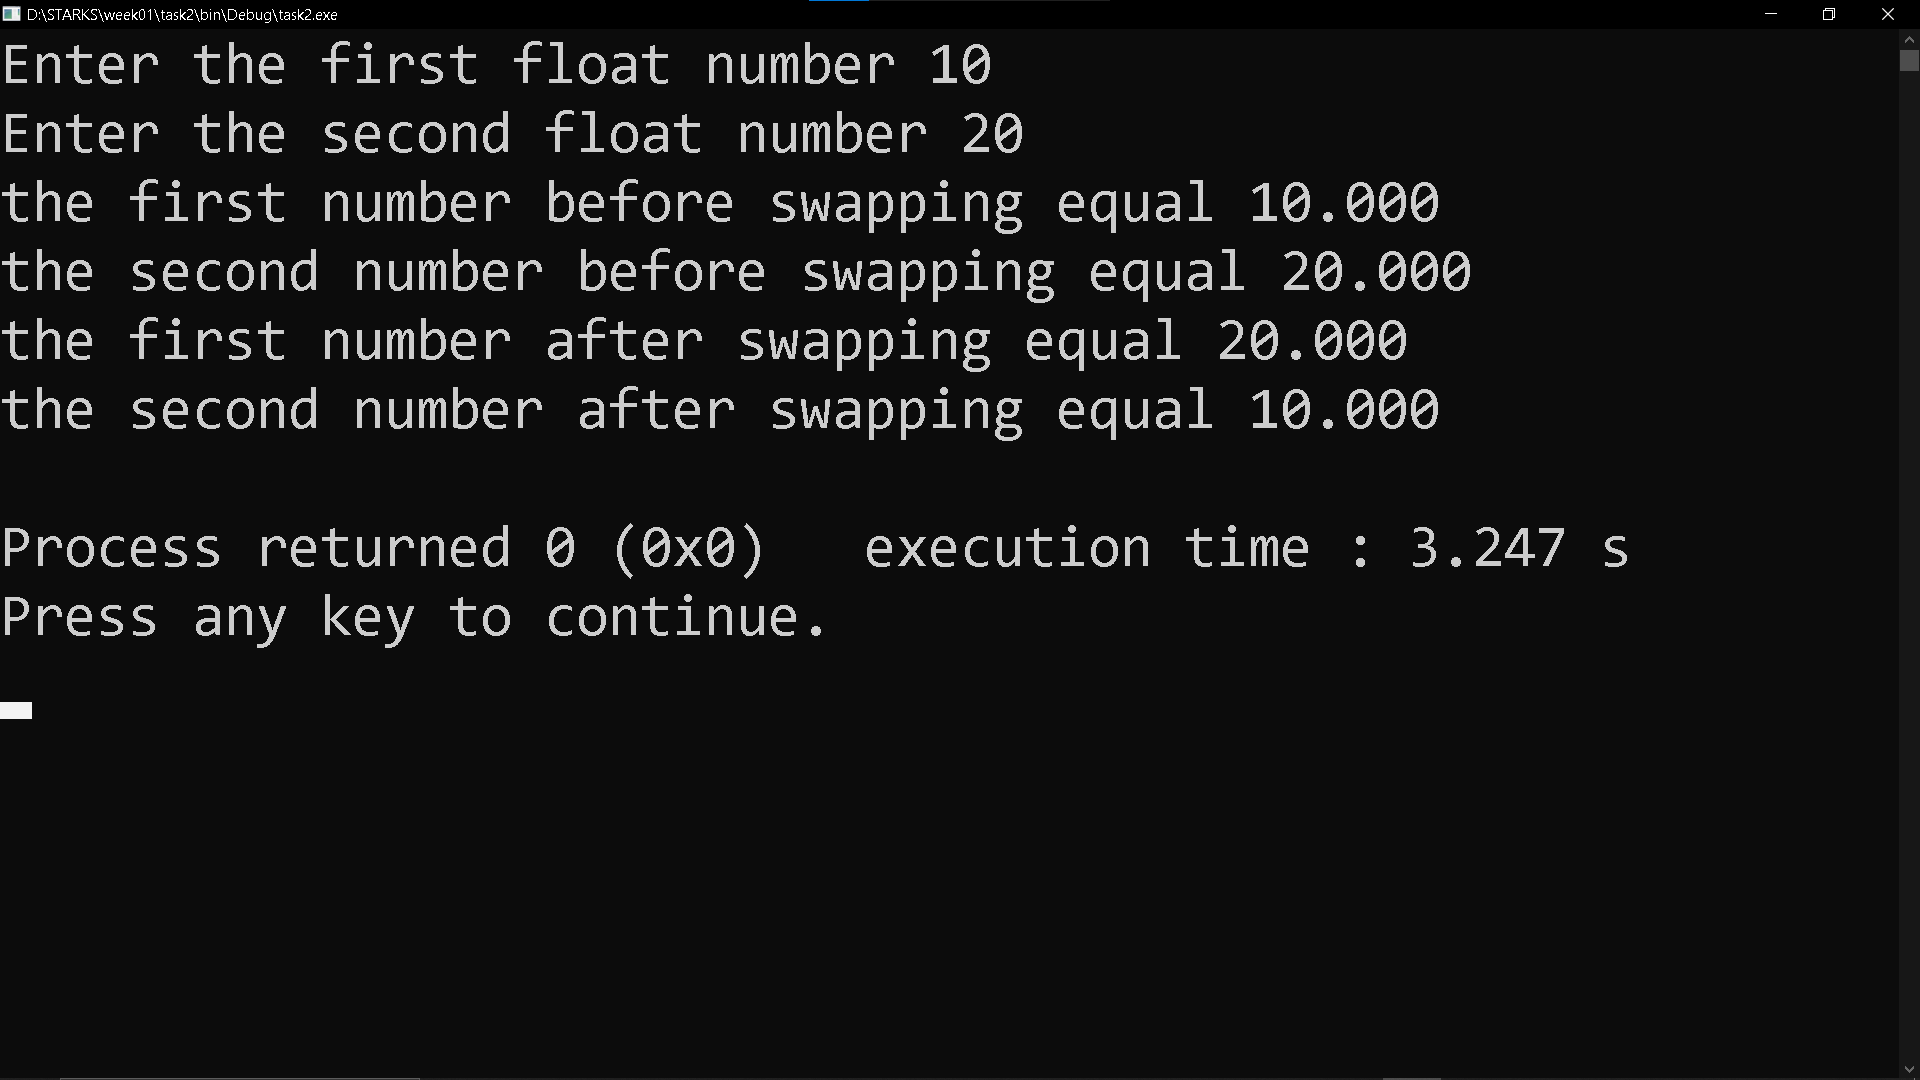 D:\STARKS\week01\task2\bin\Debug\task2.exe
Enter the first float number 10
Enter the second float number 20
the first number before swapping equal 10.000
the second number before swapping equal 20.000
the first number after swapping equal 20.000
the second number after swapping equal 10.000
Process returned 0 (0x0)   execution time : 3.247 s
Press any key to continue.